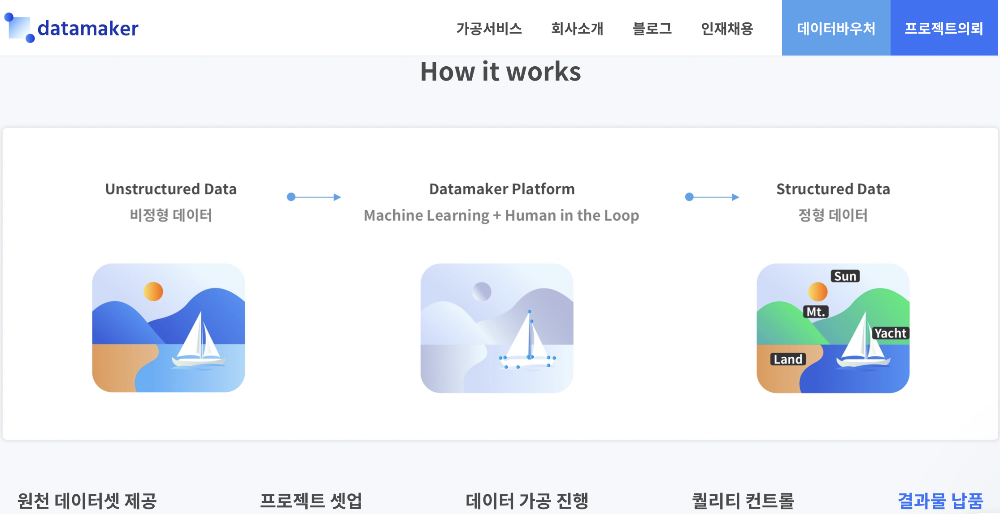 datamaker
가공서비스
회사소개
블로그
인재채용
데이터바우처
프로젝트의뢰
How it works
Unstructured Data
비정형 데이터
Datamaker Platform
Machine Learning + Human in the Loop
Structured Data
정형 데이터
Sun
Mt.
Yacht
Land
원천 데이터셋 제공
프로젝트 셋업
데이터 가공 진행
퀄리티 컨트롤
결과물 납품